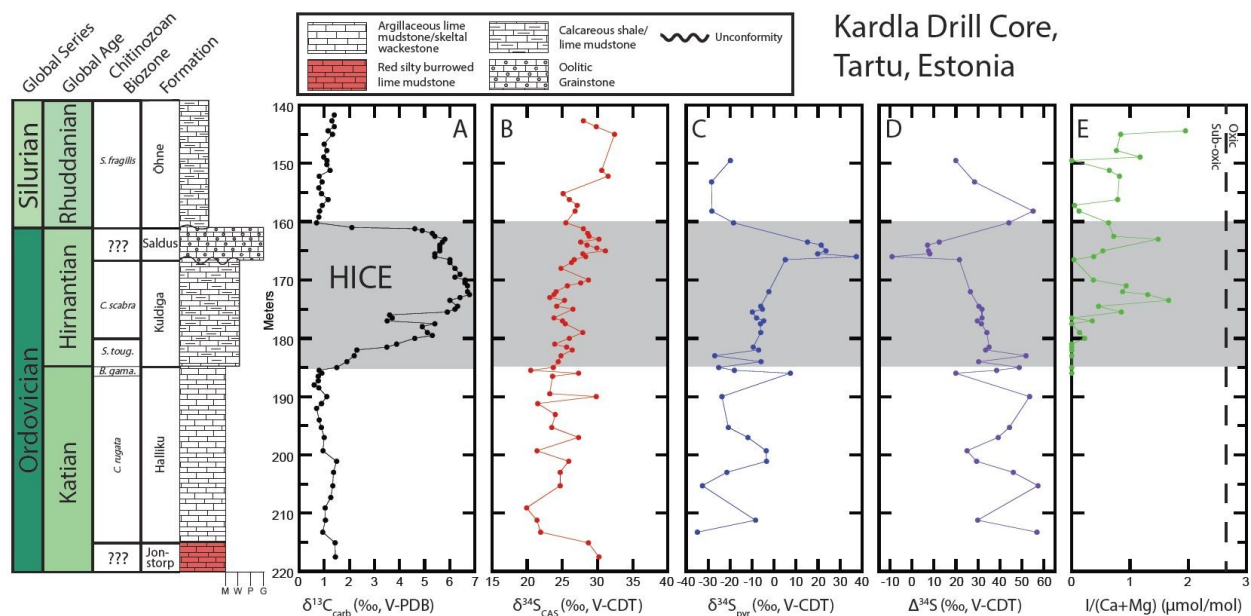 Argillaceous lime
mudstone/skeltal
wackestone
Calcareous shale/
lime mudstone
Unconformity
Red silty burrowed
lime mudstone
Oolitic
Grainstone
Kardla Drill Core,
Tartu, Estonia
Global Series
Global Age
Chitinozoan
Biozone
Formation
Silurian
Ordovician
Rhuddanian
Hirnantian
Katian
S. fragilis
???
C. scabra
S. toug.
B. gama.
C. rugata
???
Öhne
Saldus
Kuldiga
Halliku
Jon-
storp
M W P G
Meters
140
150
160
170
180
190
200
210
220
A
HICE
0 1 2 3 4 5 6 7
δ¹³Ccarb (‰, V-PDB)
B
15 20 25 30 35 40
δ³⁴SCAS (‰, V-CDT)
C
-40 -30 -20 -10 0 10 20 30 40
δ³⁴Spyr (‰, V-CDT)
D
-10 0 10 20 30 40 50 60
Δ³⁴S (‰, V-CDT)
E
Oxic
Sub-oxic
0 1 2 3
I/(Ca+Mg) (µmol/mol)